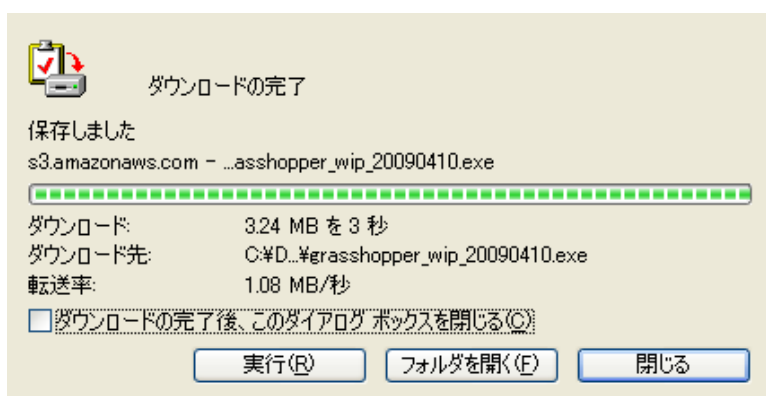 ダウンロードの完了
保存しました
s3.amazonaws.com - ...asshopper_wip_20090410.exe
ダウンロード: 3.24 MB を 3 秒
ダウンロード先: C:¥D...¥grasshopper_wip_20090410.exe
転送率: 1.08 MB/秒
ダウンロードの完了後、このダイアログ ボックスを閉じる(C)
実行(R) フォルダを開く(F) 閉じる